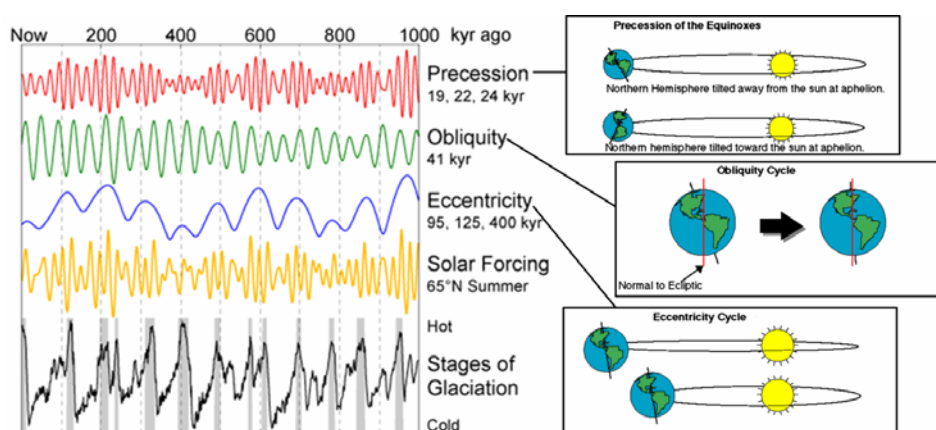 Now 200 400 600 800 1000 kyr ago
Precession
19, 22, 24 kyr
Obliquity
41 kyr
Eccentricity
95, 125, 400 kyr
Solar Forcing
65°N Summer
Hot
Stages of
Glaciation
Cold
Precession of the Equinoxes
Northern Hemisphere tilted away from the sun at aphelion.
Northern hemisphere tilted toward the sun at aphelion.
Obliquity Cycle
Normal to Ecliptic
Eccentricity Cycle